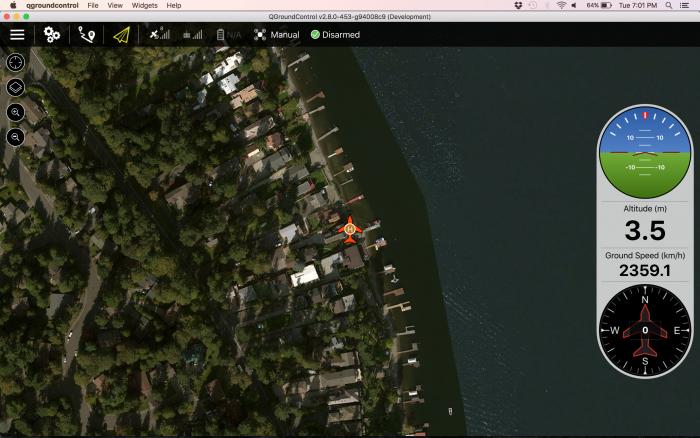 qgroundcontrol File View Widgets Help
64% Tue 7:01 PM
QGroundControl v2.8.0-453-g94008c9 (Development)
N/A Manual Disarmed
10 10
-10 -10
Altitude (m)
3.5
Ground Speed (km/h)
2359.1
N
W 0 E
S
H